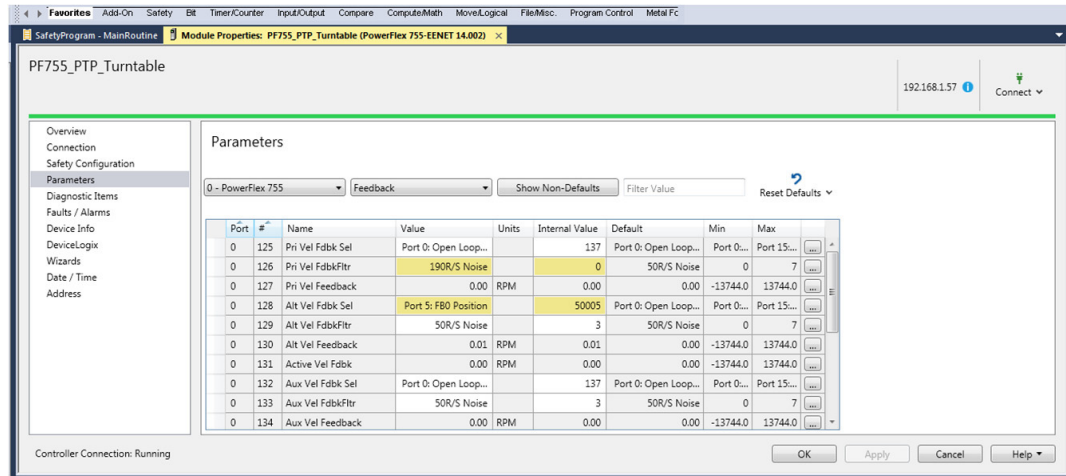 Favorites Add-On Safety Bit Timer/Counter Input/Output Compare Compute/Math Move/Logical File/Misc. Program Control Metal Fc
SafetyProgram - MainRoutine Module Properties: PF755_PTP_Turntable (PowerFlex 755-EENET 14.002) ×
PF755_PTP_Turntable
192.168.1.57
Connect
Overview
Connection
Safety Configuration
Parameters
Diagnostic Items
Faults / Alarms
Device Info
DeviceLogix
Wizards
Date / Time
Address
Parameters
0 - PowerFlex 755 Feedback Show Non-Defaults Filter Value Reset Defaults
Port # Name Value Units Internal Value Default Min Max
0 125 Pri Vel Fdbk Sel Port 0: Open Loop... 137 Port 0: Open Loop... Port 0:... Port 15:... ...
0 126 Pri Vel FdbkFltr 190R/S Noise 0 50R/S Noise 0 7 ...
0 127 Pri Vel Feedback 0.00 RPM 0.00 0.00 -13744.0 13744.0 ...
0 128 Alt Vel Fdbk Sel Port 5: FB0 Position 50005 Port 0: Open Loop... Port 0:... Port 15:... ...
0 129 Alt Vel FdbkFltr 50R/S Noise 3 50R/S Noise 0 7 ...
0 130 Alt Vel Feedback 0.01 RPM 0.01 0.00 -13744.0 13744.0 ...
0 131 Active Vel Fdbk 0.00 RPM 0.00 0.00 -13744.0 13744.0 ...
0 132 Aux Vel Fdbk Sel Port 0: Open Loop... 137 Port 0: Open Loop... Port 0:... Port 15:... ...
0 133 Aux Vel FdbkFltr 50R/S Noise 3 50R/S Noise 0 7 ...
0 134 Aux Vel Feedback 0.00 RPM 0.00 0.00 -13744.0 13744.0 ...
Controller Connection: Running
OK Apply Cancel Help